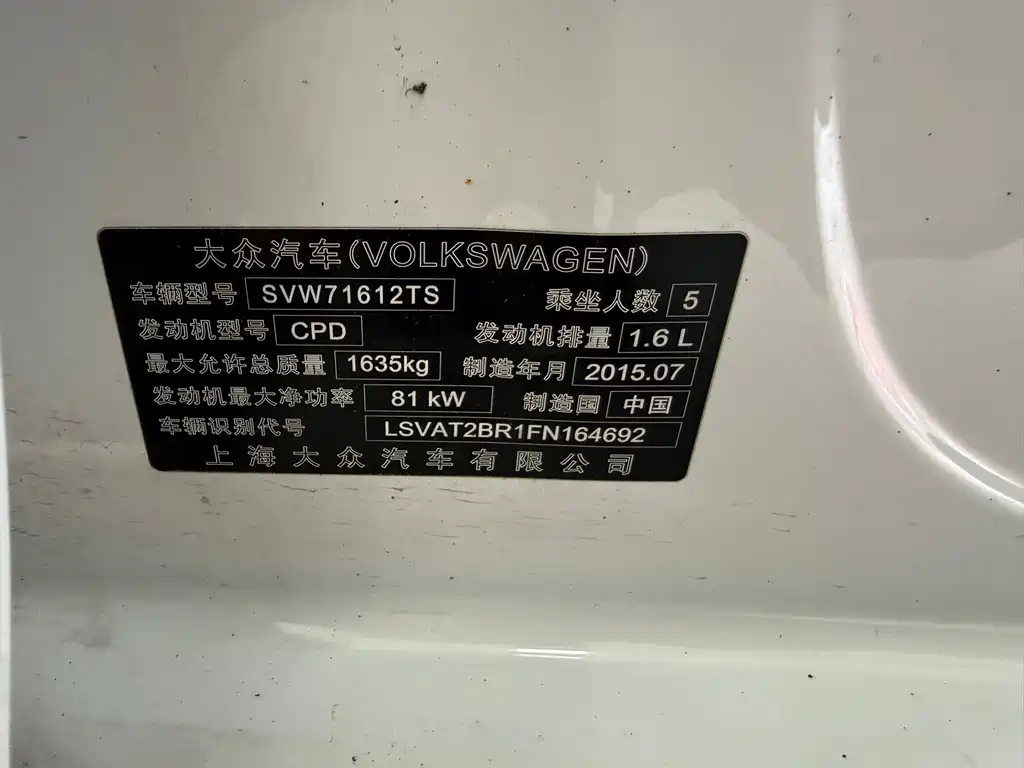 大众汽车(VOLKSWAGEN)
车辆型号 SVW71612TS 乘坐人数 5
发动机型号 CPD 发动机排量 1.6 L
最大允许总质量 1635kg 制造年月 2015.07
发动机最大净功率 81 kW 制造国 中国
车辆识别代号 LSVAT2BR1FN164692
上海大众汽车有限公司